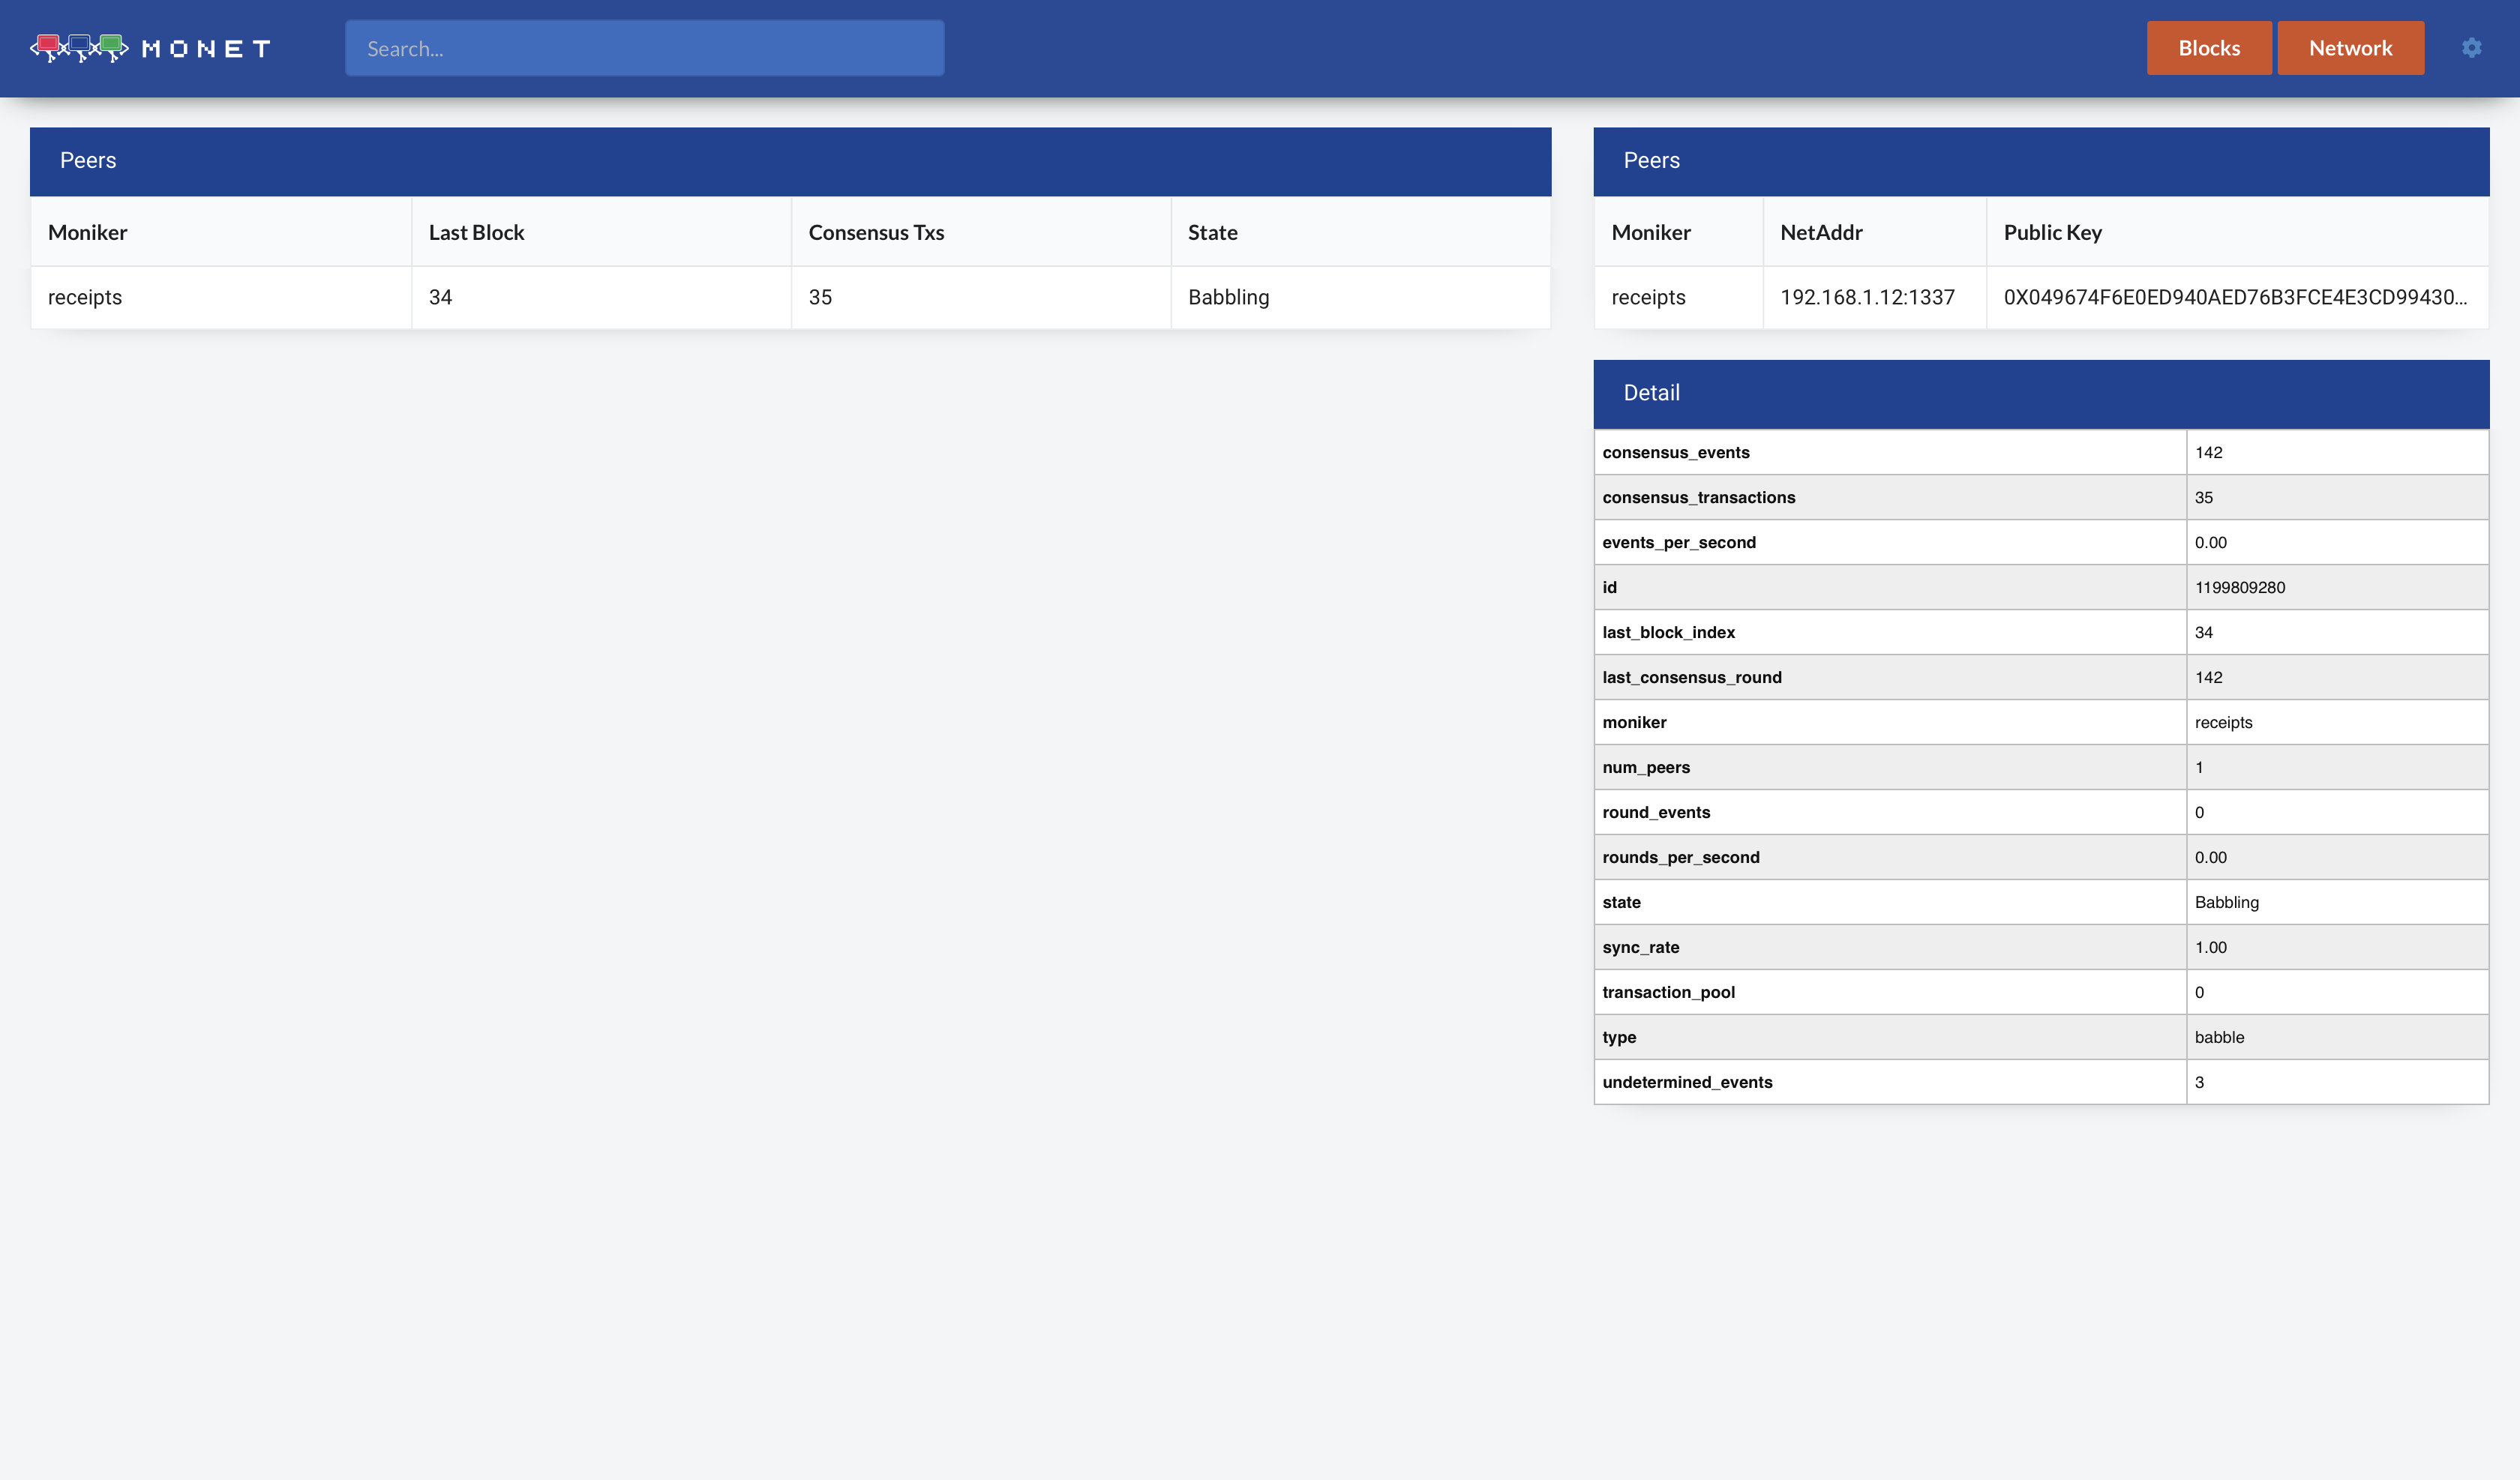 MONET
Search...
Blocks
Network
Peers
Moniker Last Block Consensus Txs State
receipts 34 35 Babbling
Peers
Moniker NetAddr Public Key
receipts 192.168.1.12:1337 0X049674F6E0ED940AED76B3FCE4E3CD99430...
Detail
consensus_events 142
consensus_transactions 35
events_per_second 0.00
id 1199809280
last_block_index 34
last_consensus_round 142
moniker receipts
num_peers 1
round_events 0
rounds_per_second 0.00
state Babbling
sync_rate 1.00
transaction_pool 0
type babble
undetermined_events 3